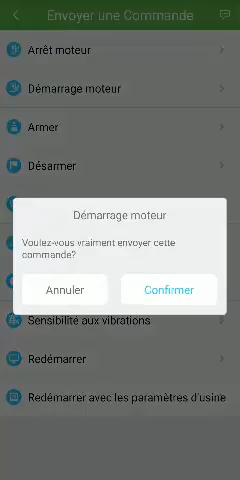 Envoyer une Commande
Arrêt moteur
Démarrage moteur
Armer
Désarmer
Démarrage moteur
Voulez-vous vraiment envoyer cette
commande?
Annuler
Confirmer
Sensibilité aux vibrations
Redémarrer
Redémarrer avec les paramètres d'usine